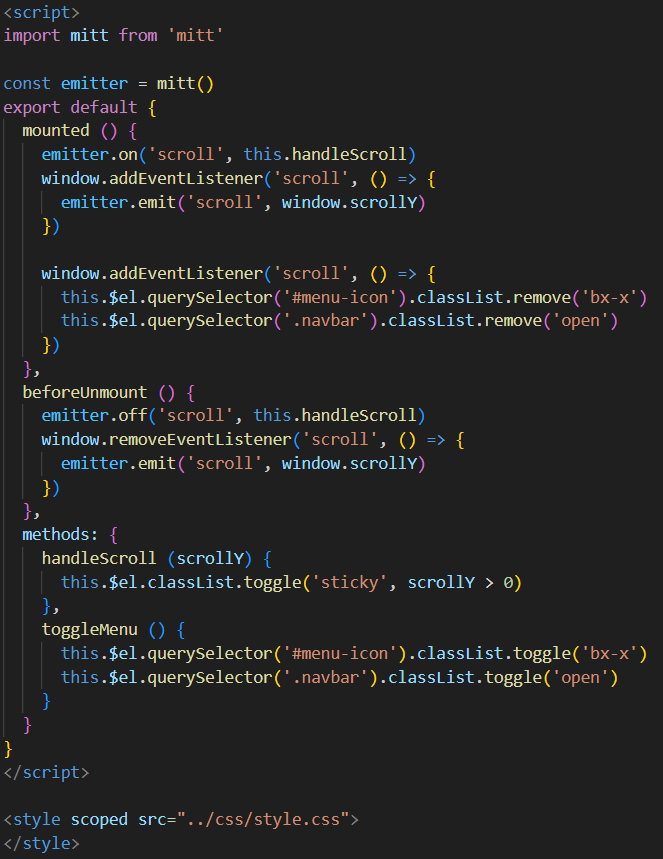 <script>
import mitt from 'mitt'

const emitter = mitt()
export default {
  mounted () {
    emitter.on('scroll', this.handleScroll)
    window.addEventListener('scroll', () => {
      emitter.emit('scroll', window.scrollY)
    })

    window.addEventListener('scroll', () => {
      this.$el.querySelector('#menu-icon').classList.remove('bx-x')
      this.$el.querySelector('.navbar').classList.remove('open')
    })
  },
  beforeUnmount () {
    emitter.off('scroll', this.handleScroll)
    window.removeEventListener('scroll', () => {
      emitter.emit('scroll', window.scrollY)
    })
  },
  methods: {
    handleScroll (scrollY) {
      this.$el.classList.toggle('sticky', scrollY > 0)
    },
    toggleMenu () {
      this.$el.querySelector('#menu-icon').classList.toggle('bx-x')
      this.$el.querySelector('.navbar').classList.toggle('open')
    }
  }
}
</script>

<style scoped src="../css/style.css">
</style>